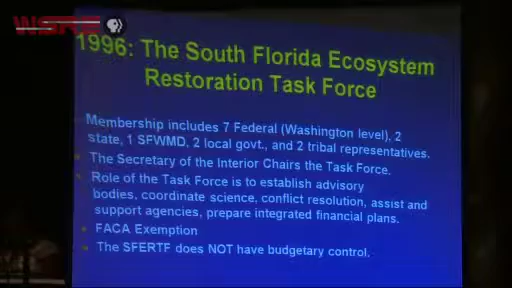 WSRE PBS
1996: The South Florida Ecosystem
Restoration Task Force
Membership includes 7 Federal (Washington level), 2
state, 1 SFWMD, 2 local govt., and 2 tribal representatives.
The Secretary of the Interior Chairs the Task Force.
Role of the Task Force is to establish advisory
bodies, coordinate science, conflict resolution, assist and
support agencies, prepare integrated financial plans.
FACA Exemption
The SFERTF does NOT have budgetary control.